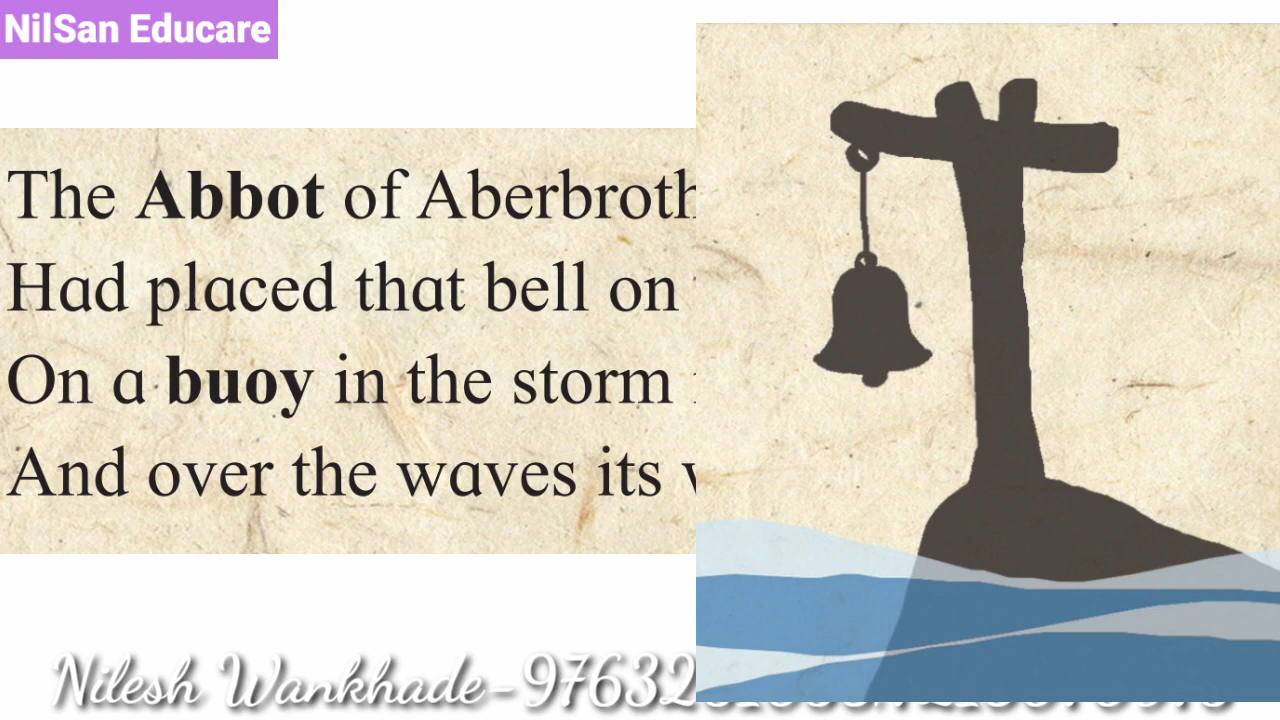 NilSan Educare
The Abbot of Aberbroth
Had placed that bell on
On a buoy in the storm
And over the waves its
Nilesh Wankhade-97632